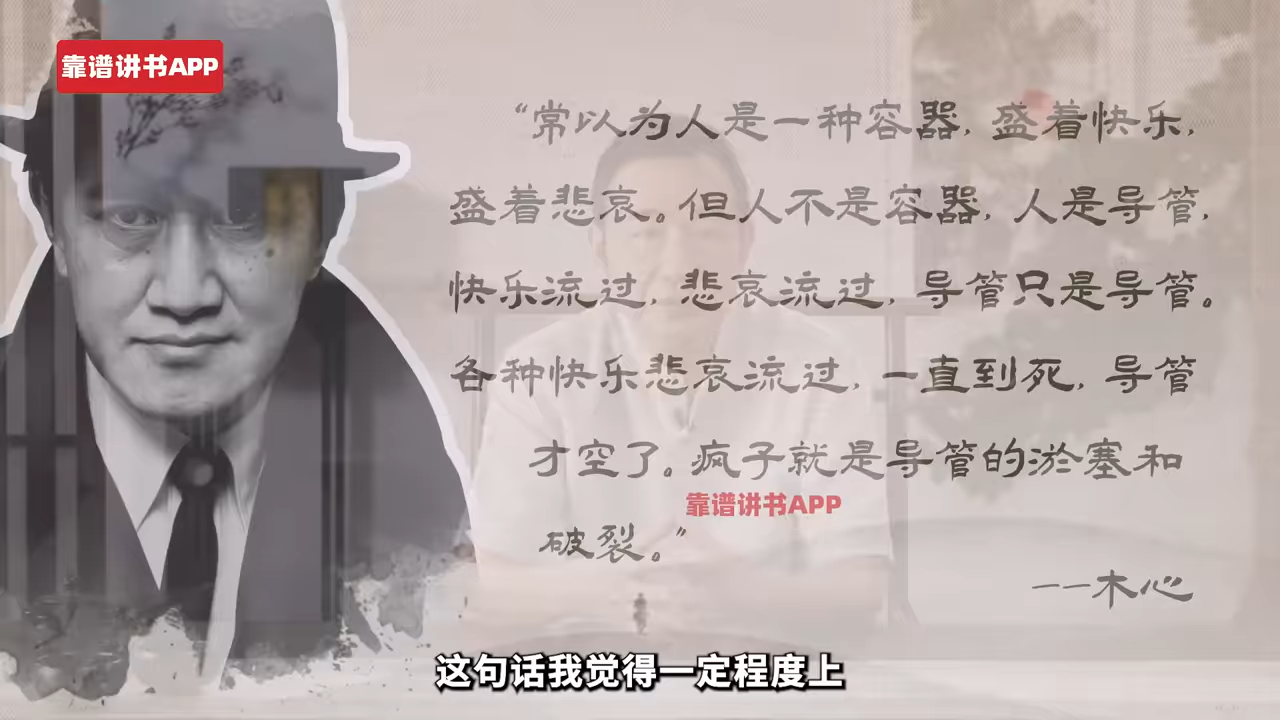 靠谱讲书APP
“常以为人是一种容器，盛着快乐，
盛着悲哀。但人不是容器，人是导管，
快乐流过，悲哀流过，导管只是导管。
各种快乐悲哀流过，一直到死，导管
才空了。疯子就是导管的淤塞和
靠谱讲书APP
破裂。”
——木心
这句话我觉得一定程度上